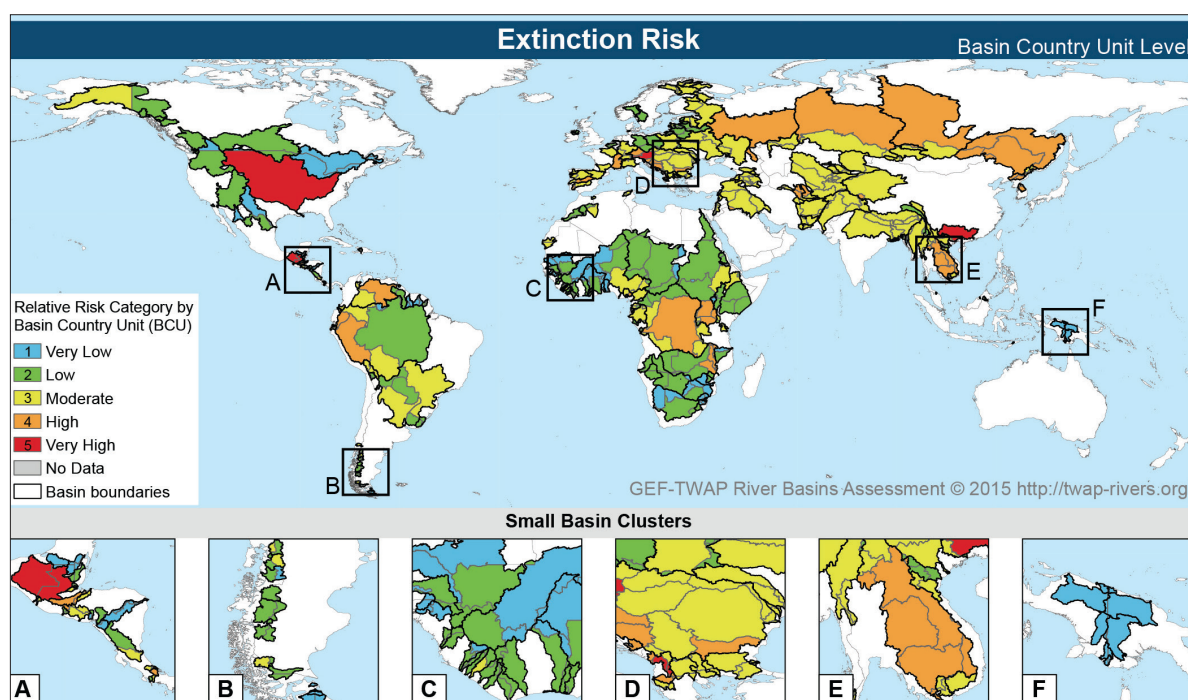 Extinction Risk
Basin Country Unit Level
A
B
C
D
E
F
Relative Risk Category by
Basin Country Unit (BCU)
1 Very Low
2 Low
3 Moderate
4 High
5 Very High
No Data
Basin boundaries
GEF-TWAP River Basins Assessment © 2015 http://twap-rivers.org
Small Basin Clusters
A
B
C
D
E
F